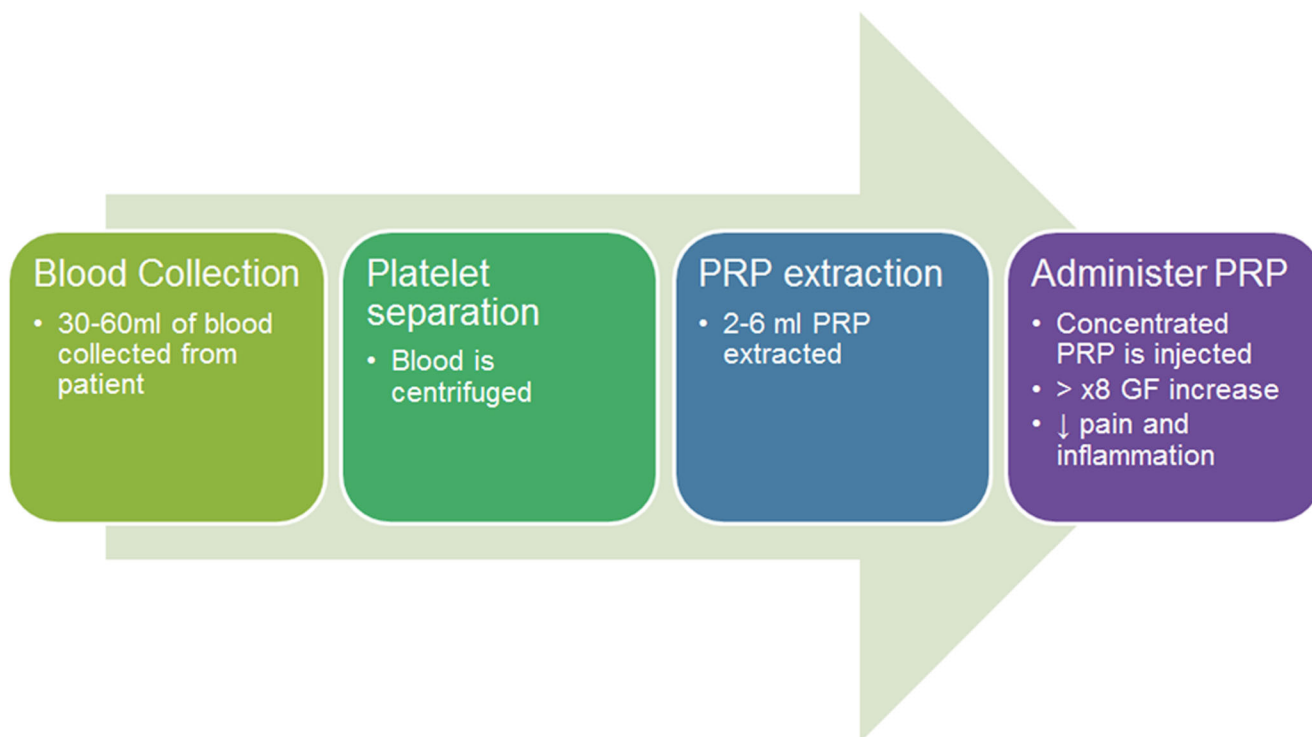 Blood Collection
• 30-60ml of blood
collected from
patient
Platelet
separation
• Blood is
centrifuged
PRP extraction
• 2-6 ml PRP
extracted
Administer PRP
• Concentrated
PRP is injected
• > x8 GF increase
• ↓ pain and
inflammation